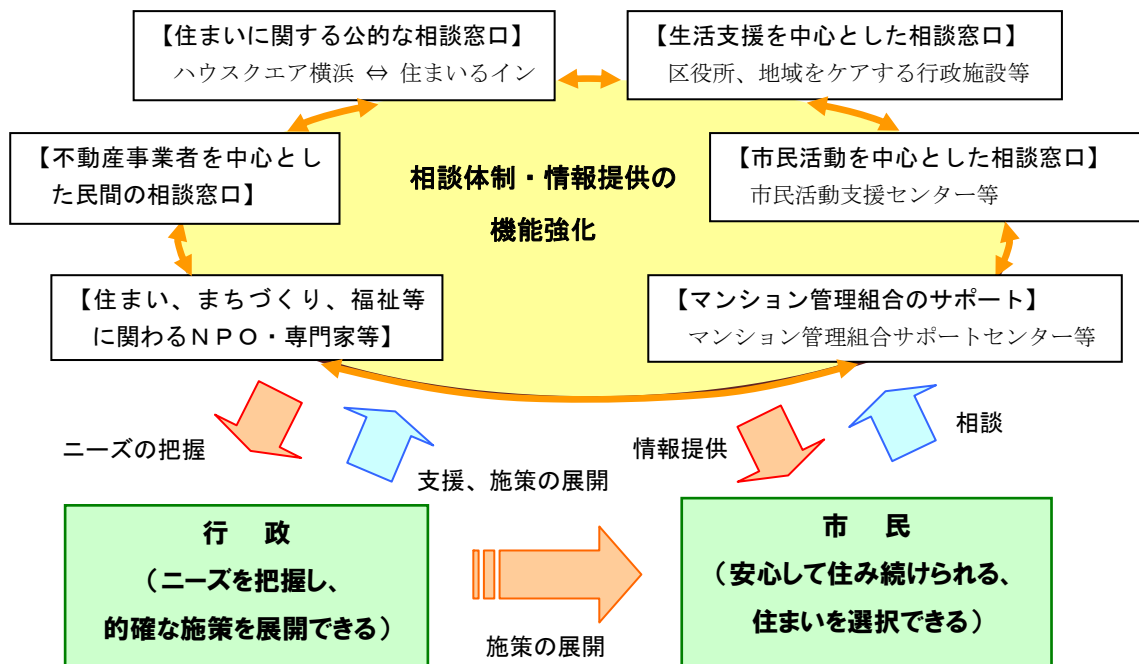 【住まいに関する公的な相談窓口】
ハウスクエア横浜 ⇔ 住まいるイン
【生活支援を中心とした相談窓口】
区役所、地域をケアする行政施設等
【不動産事業者を中心とし
た民間の相談窓口】
相談体制・情報提供の
機能強化
【市民活動を中心とした相談窓口】
市民活動支援センター等
【住まい、まちづくり、福祉等
に関わるＮＰＯ・専門家等】
【マンション管理組合のサポート】
マンション管理組合サポートセンター等
ニーズの把握
支援、施策の展開
情報提供
相談
行　政
（ニーズを把握し、
的確な施策を展開できる）
施策の展開
市　民
（安心して住み続けられる、
住まいを選択できる）